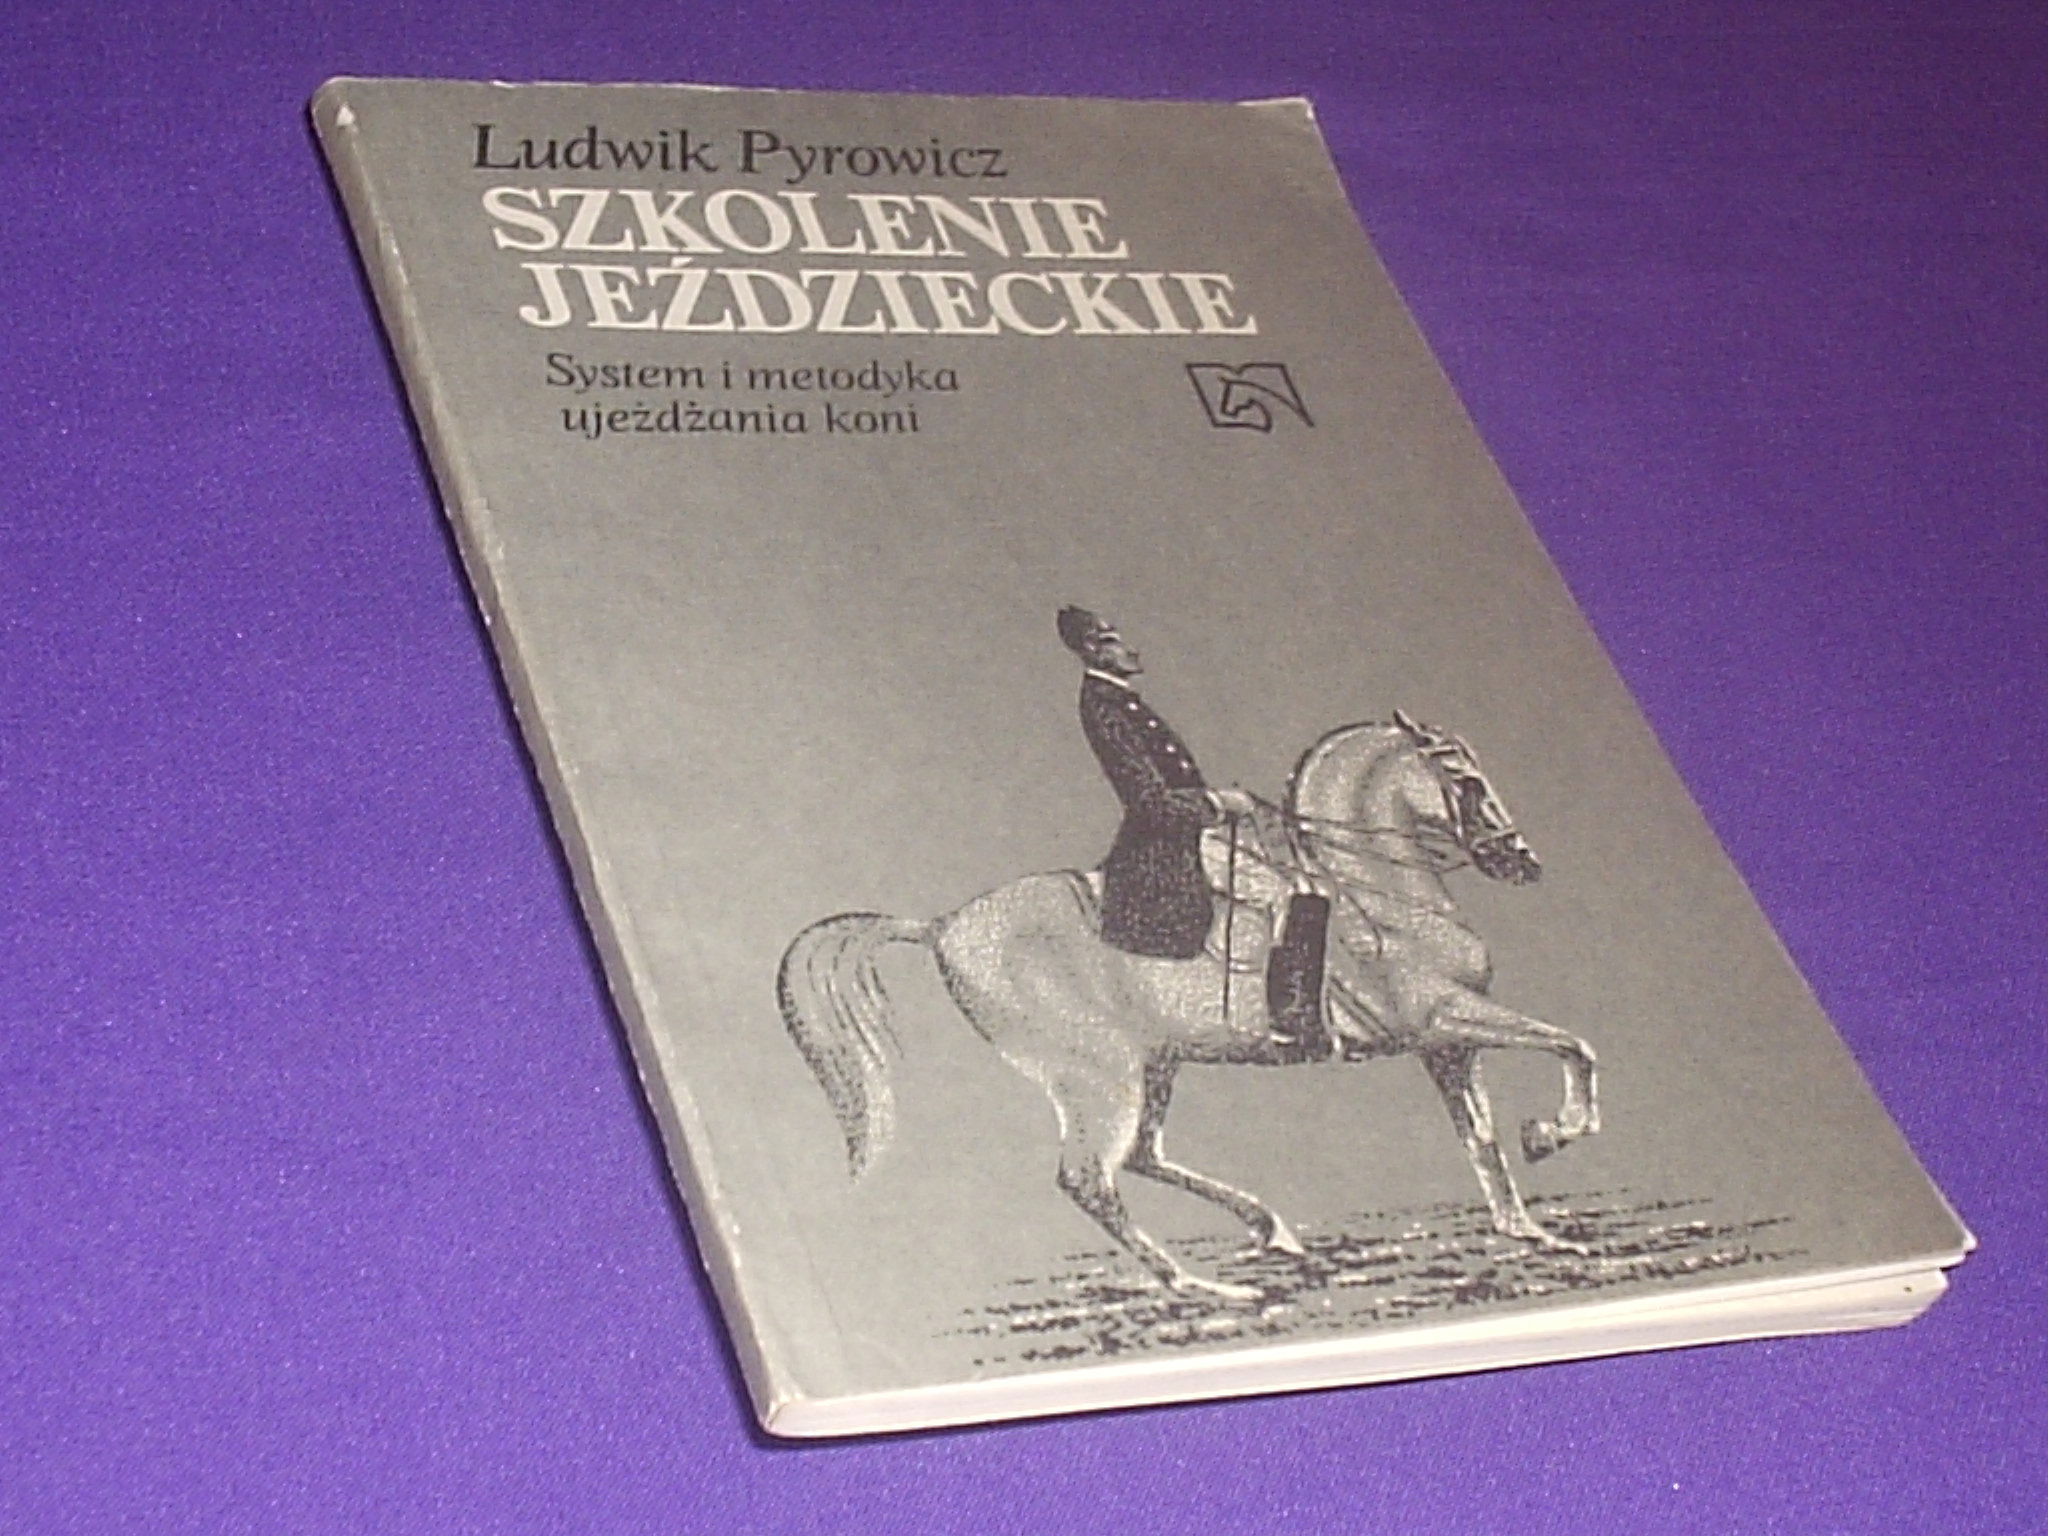 Ludwik Pyrowicz
SZKOLENIE
JEŹDZIECKIE
System i metodyka
ujeżdżania koni